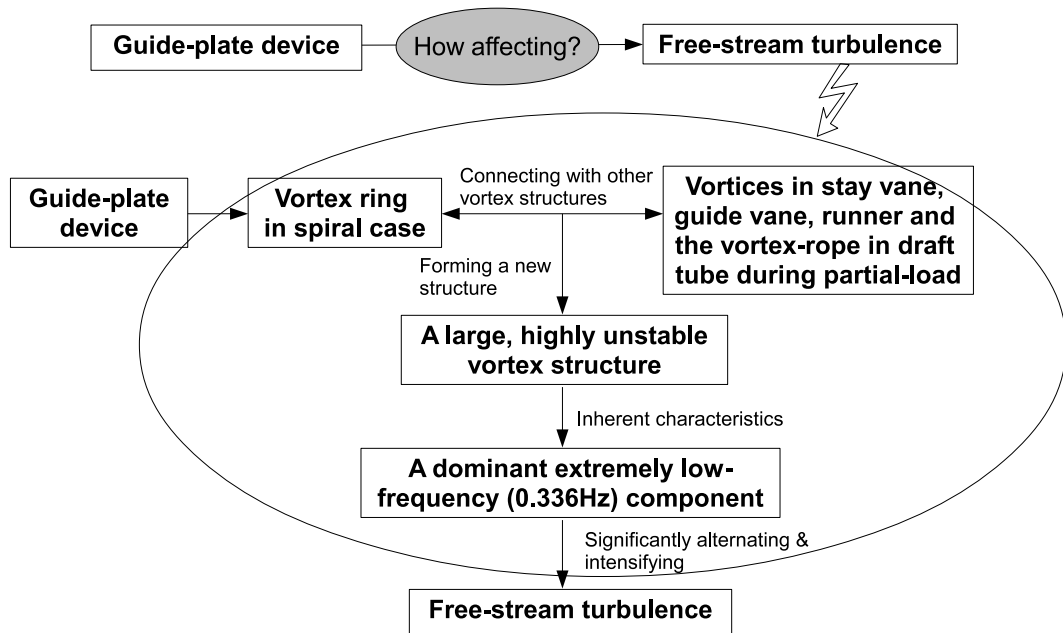 Guide-plate device
How affecting?
Free-stream turbulence
Guide-plate
device
Vortex ring
in spiral case
Connecting with other
vortex structures
Vortices in stay vane,
guide vane, runner and
the vortex-rope in draft
tube during partial-load
Forming a new
structure
A large, highly unstable
vortex structure
Inherent characteristics
A dominant extremely low-
frequency (0.336Hz) component
Significantly alternating &
intensifying
Free-stream turbulence